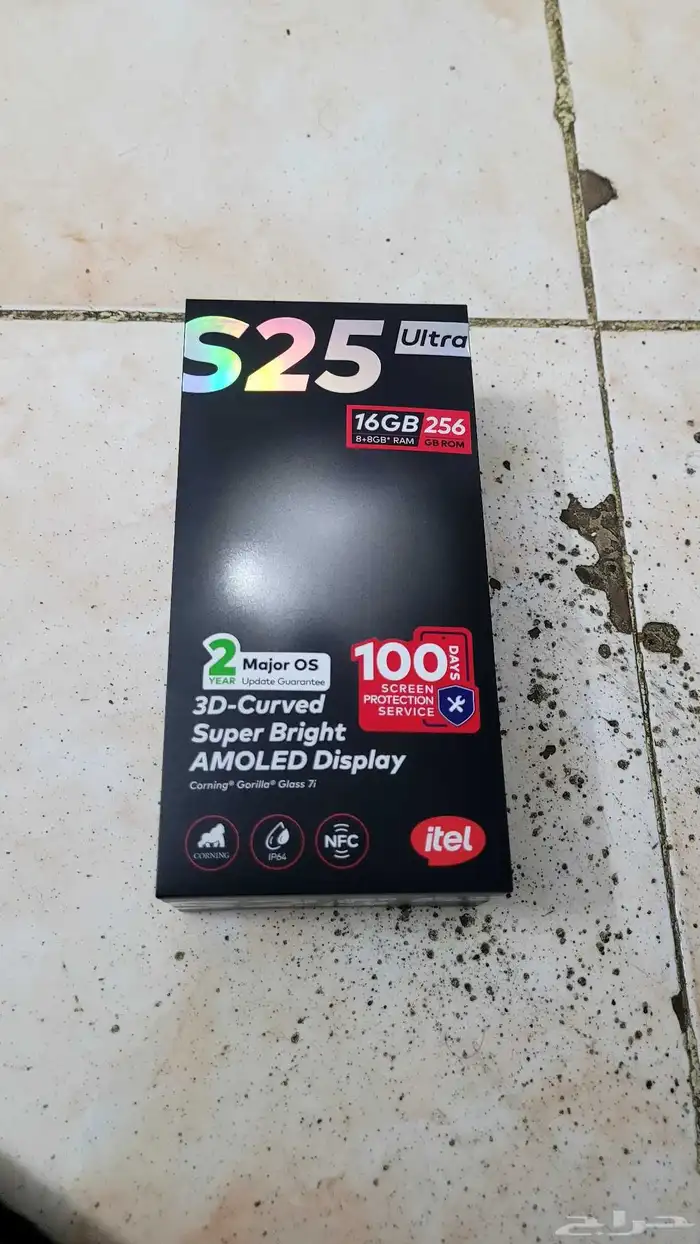 S25 Ultra
16GB 256
8+8GB* RAM GB ROM
2 Major OS
YEAR Update Guarantee
100 DAYS
SCREEN
PROTECTION
SERVICE
3D-Curved
Super Bright
AMOLED Display
Corning® Gorilla® Glass 7i
CORNING
IP64
NFC
itel
حراج